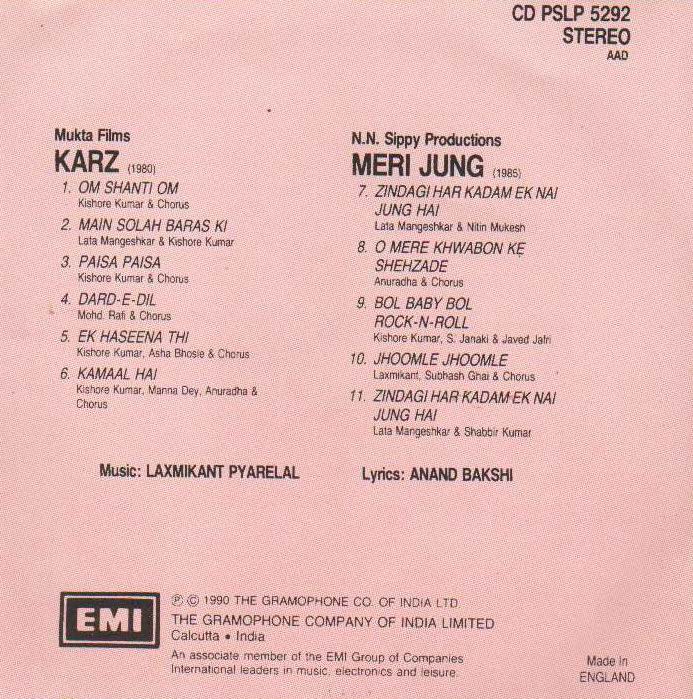 CD PSLP 5292
STEREO
AAD
Mukta Films
KARZ (1980)
1. OM SHANTI OM
Kishore Kumar & Chorus
2. MAIN SOLAH BARAS KI
Lata Mangeshkar & Kishore Kumar
3. PAISA PAISA
Kishore Kumar & Chorus
4. DARD-E-DIL
Mohd. Rafi & Chorus
5. EK HASEENA THI
Kishore Kumar, Asha Bhosle & Chorus
6. KAMAAL HAI
Kishore Kumar, Manna Dey, Anuradha &
Chorus
N.N. Sippy Productions
MERI JUNG (1985)
7. ZINDAGI HAR KADAM EK NAI
JUNG HAI
Lata Mangeshkar & Nitin Mukesh
8. O MERE KHWABON KE
SHEHZADE
Anuradha & Chorus
9. BOL BABY BOL
ROCK-N-ROLL
Kishore Kumar, S. Janaki & Javed Jafri
10. JHOOMLE JHOOMLE
Laxmikant, Subhash Ghai & Chorus
11. ZINDAGI HAR KADAM EK NAI
JUNG HAI
Lata Mangeshkar & Shabbir Kumar
Music: LAXMIKANT PYARELAL
Lyrics: ANAND BAKSHI
EMI
℗ © 1990 THE GRAMOPHONE CO. OF INDIA LTD
THE GRAMOPHONE COMPANY OF INDIA LIMITED
Calcutta • India
An associate member of the EMI Group of Companies
International leaders in music, electronics and leisure.
Made in
ENGLAND